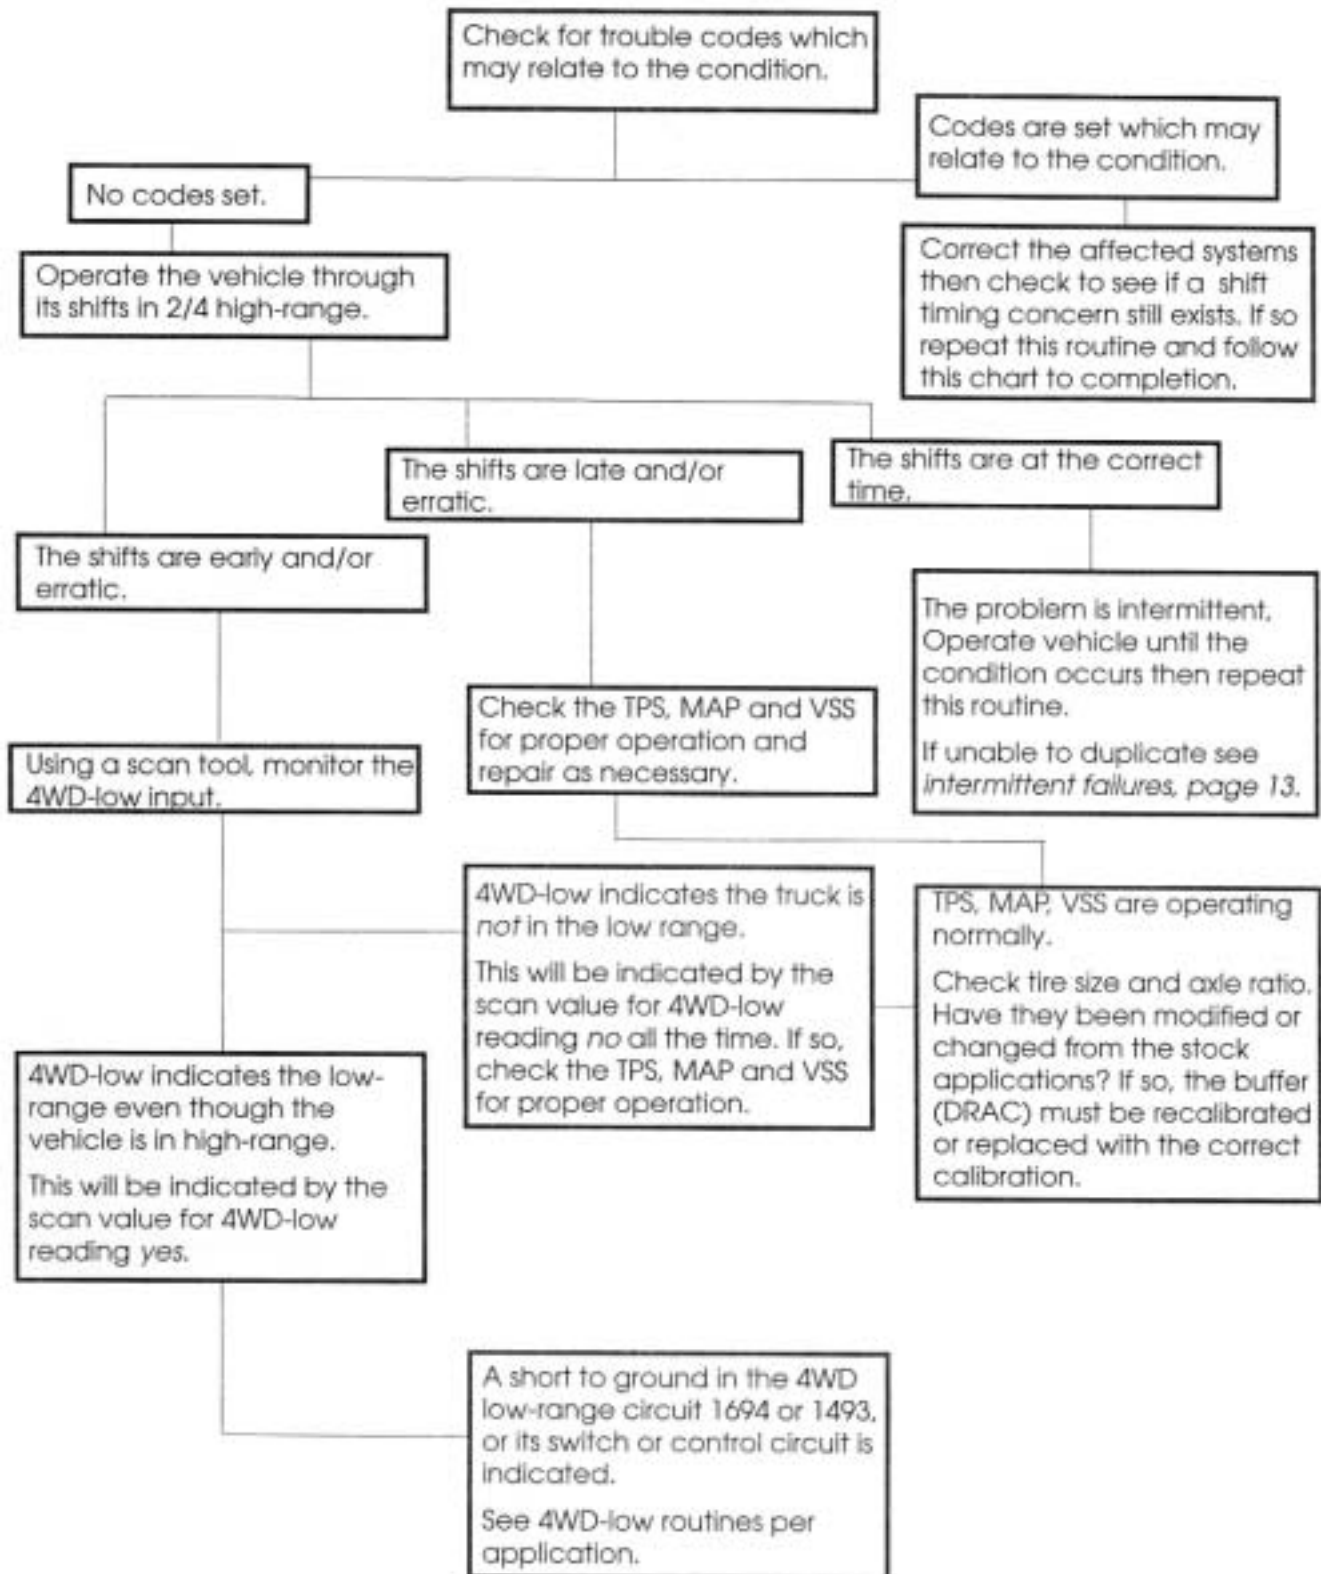 Check for trouble codes which
may relate to the condition.
Codes are set which may
relate to the condition.
No codes set.
Correct the affected systems
then check to see if a shift
timing concern still exists. If so
repeat this routine and follow
this chart to completion.
Operate the vehicle through
its shifts in 2/4 high-range.
The shifts are late and/or
erratic.
The shifts are at the correct
time.
The shifts are early and/or
erratic.
The problem is intermittent,
Operate vehicle until the
condition occurs then repeat
this routine.
If unable to duplicate see
intermittent failures, page 13.
Check the TPS, MAP and VSS
for proper operation and
repair as necessary.
Using a scan tool, monitor the
4WD-low input.
4WD-low indicates the truck is
not in the low range.
This will be indicated by the
scan value for 4WD-low
reading no all the time. If so,
check the TPS, MAP and VSS
for proper operation.
TPS, MAP, VSS are operating
normally.
Check tire size and axle ratio.
Have they been modified or
changed from the stock
applications? If so, the buffer
(DRAC) must be recalibrated
or replaced with the correct
calibration.
4WD-low indicates the low-
range even though the
vehicle is in high-range.
This will be indicated by the
scan value for 4WD-low
reading yes.
A short to ground in the 4WD
low-range circuit 1694 or 1493,
or its switch or control circuit is
indicated.
See 4WD-low routines per
application.